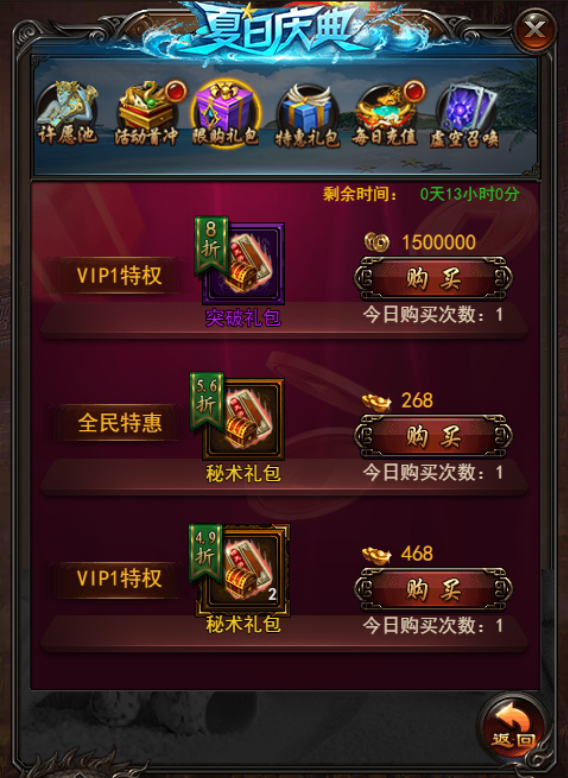 夏日庆典
许愿池 活动首冲 限购礼包 特惠礼包 每日充值 虚空召唤
剩余时间： 0天13小时0分
8折
1500000
VIP1特权
购买
突破礼包
今日购买次数：1
5.6折
268
全民特惠
购买
秘术礼包
今日购买次数：1
4.9折
468
VIP1特权
购买
2
秘术礼包
今日购买次数：1
返回